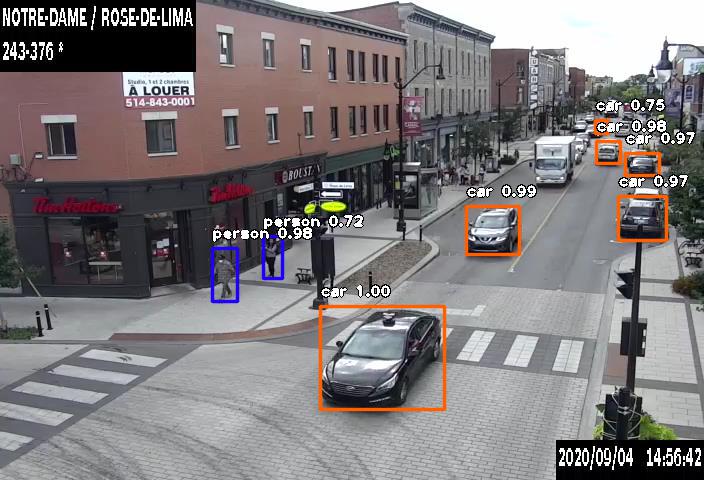 NOTRE-DAME / ROSE-DE-LIMA
243-376 *
Studio, 1 et 2 chambres
À LOUER
514-843-0001
car 0.75
car 0.98
car 0.97
car 0.97
car 0.99
BOUSTAN
Tim Hortons
Tim Hortons
person 0.72
person 0.98
car 1.00
2020/09/04 14:56:42